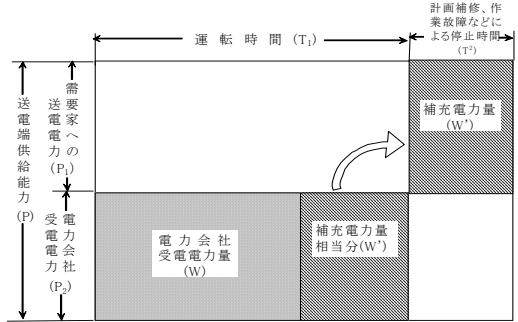 計画補修、作
業故障などに
よる停止時間
(T²)
運転時間(T₁)
送電端供給能力(P)
需要家への
送電電力
(P₁)
電力会社
受電電力
(P₂)
補充電力量
(W’)
電力会社
受電電力量
(W)
補充電力量
相当分(W’)